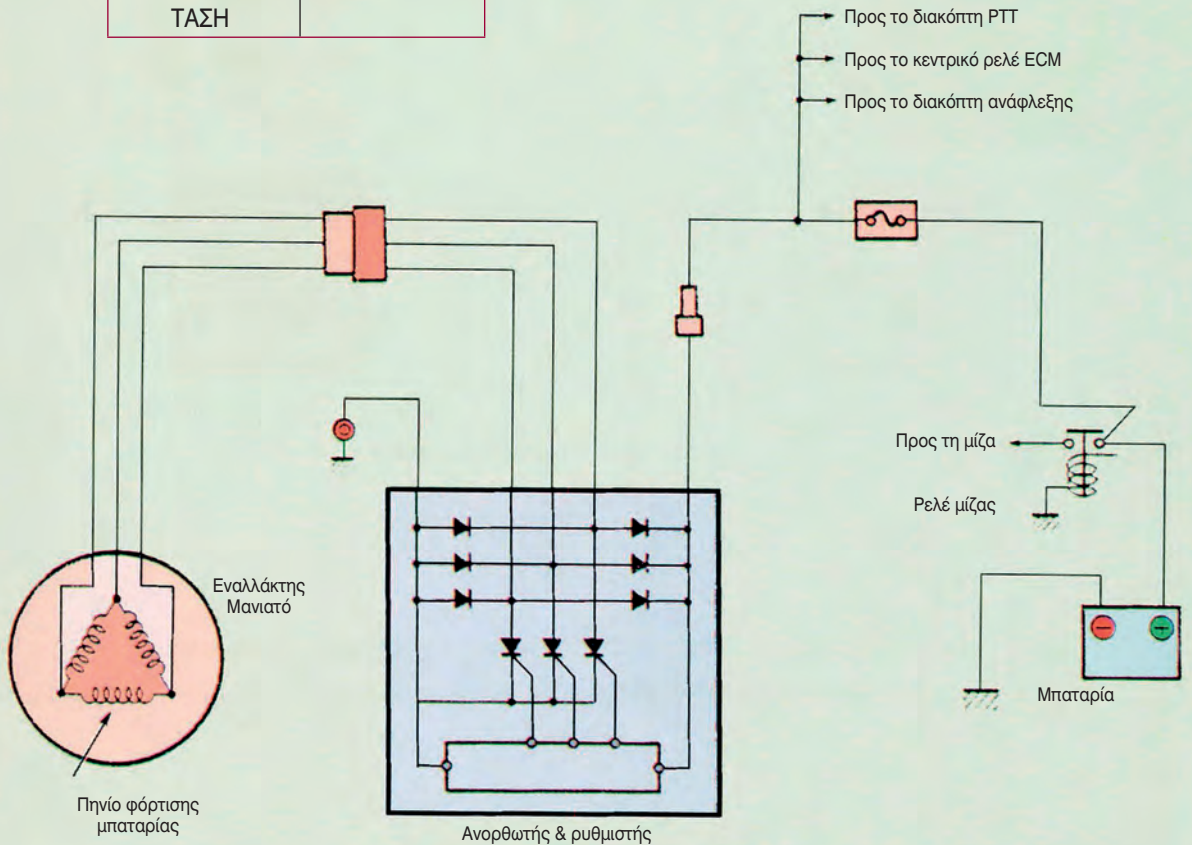 ΤΑΣΗ
Προς το διακόπτη PTT
Προς το κεντρικό ρελέ ECM
Προς το διακόπτη ανάφλεξης
Προς τη μίζα
Ρελέ μίζας
Εναλλάκτης
Μανιατό
Μπαταρία
Πηνίο φόρτισης
μπαταρίας
Ανορθωτής & ρυθμιστής